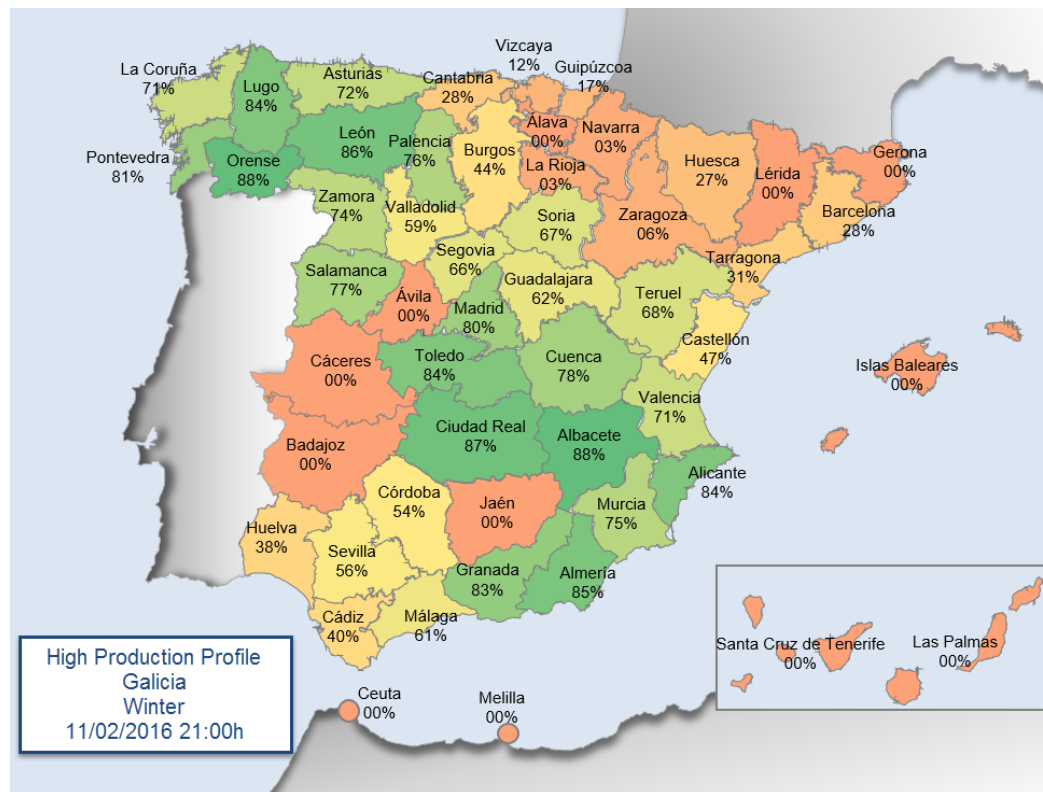 Vizcaya
12%
Guipúzcoa
17%
La Coruña
71%
Lugo
84%
Asturias
72%
Cantabria
28%
Álava
00%
Navarra
03%
León
86%
Palencia
76%
Burgos
44%
La Rioja
03%
Huesca
27%
Lérida
00%
Gerona
00%
Pontevedra
81%
Orense
88%
Zamora
74%
Valladolid
59%
Soria
67%
Zaragoza
06%
Barcelona
28%
Segovia
66%
Tarragona
31%
Salamanca
77%
Ávila
00%
Madrid
80%
Guadalajara
62%
Teruel
68%
Castellón
47%
Cáceres
00%
Toledo
84%
Cuenca
78%
Islas Baleares
00%
Valencia
71%
Badajoz
00%
Ciudad Real
87%
Albacete
88%
Alicante
84%
Córdoba
54%
Jaén
00%
Murcia
75%
Huelva
38%
Sevilla
56%
Granada
83%
Almería
85%
Cádiz
40%
Málaga
61%
Santa Cruz de Tenerife
00%
Las Palmas
00%
High Production Profile
Galicia
Winter
11/02/2016 21:00h
Ceuta
00%
Melilla
00%